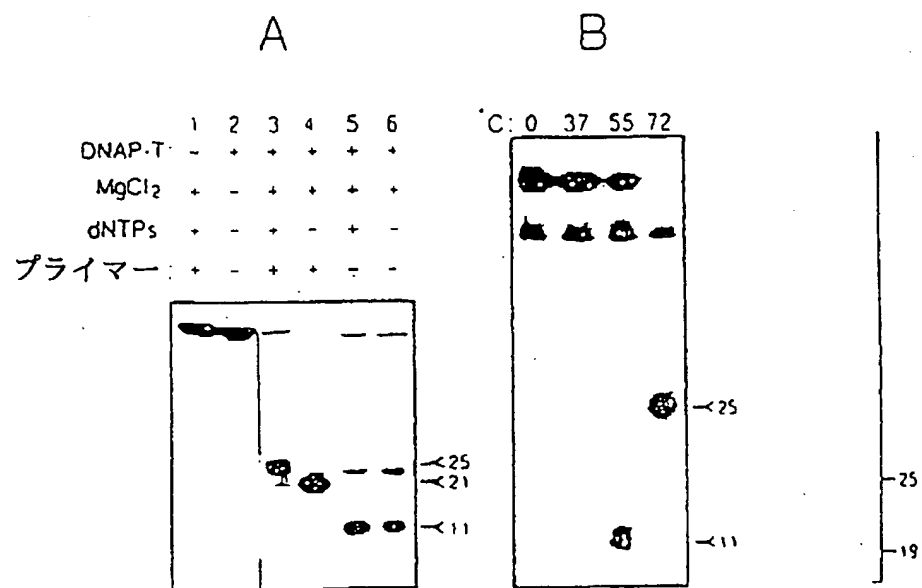 A
B
1 2 3 4 5 6
DNAP-T: - + + + + +
MgCl2 + - + + + +
dNTPs + - + - + -
プライマー: + - + + - -
°C: 0 37 55 72
25
21
11
25
11
25
19